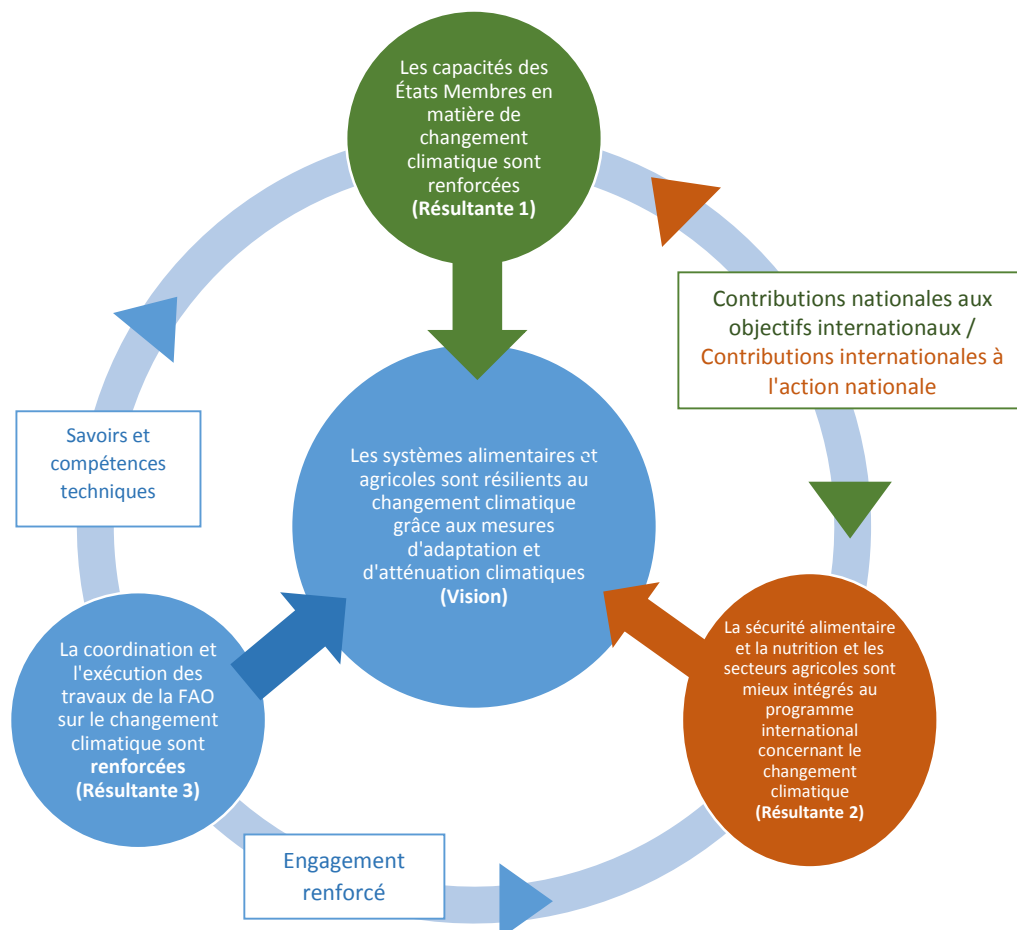 Les capacités des
États Membres en
matière de
changement
climatique sont
renforcées
(Résultante 1)
Contributions nationales aux
objectifs internationaux /
Contributions internationales à
l'action nationale
Savoirs et
compétences
techniques
Les systèmes alimentaires et
agricoles sont résilients au
changement climatique
grâce aux mesures
d'adaptation et
d'atténuation climatiques
(Vision)
La coordination et
l'exécution des
travaux de la FAO
sur le changement
climatique sont
renforcées
(Résultante 3)
La sécurité alimentaire
et la nutrition et les
secteurs agricoles sont
mieux intégrés au
programme
international
concernant le
changement
climatique
(Résultante 2)
Engagement
renforcé